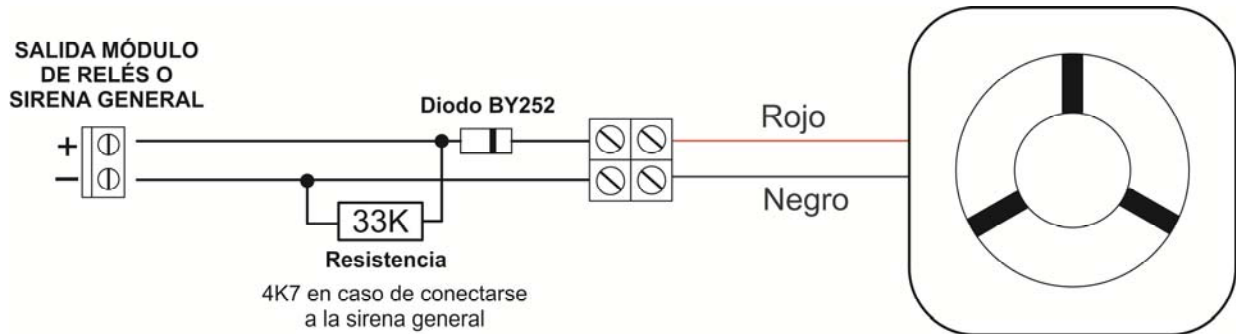 SALIDA MÓDULO
DE RELÉS O
SIRENA GENERAL
+
−
Diodo BY252
Rojo
Negro
33K
Resistencia
4K7 en caso de conectarse
a la sirena general